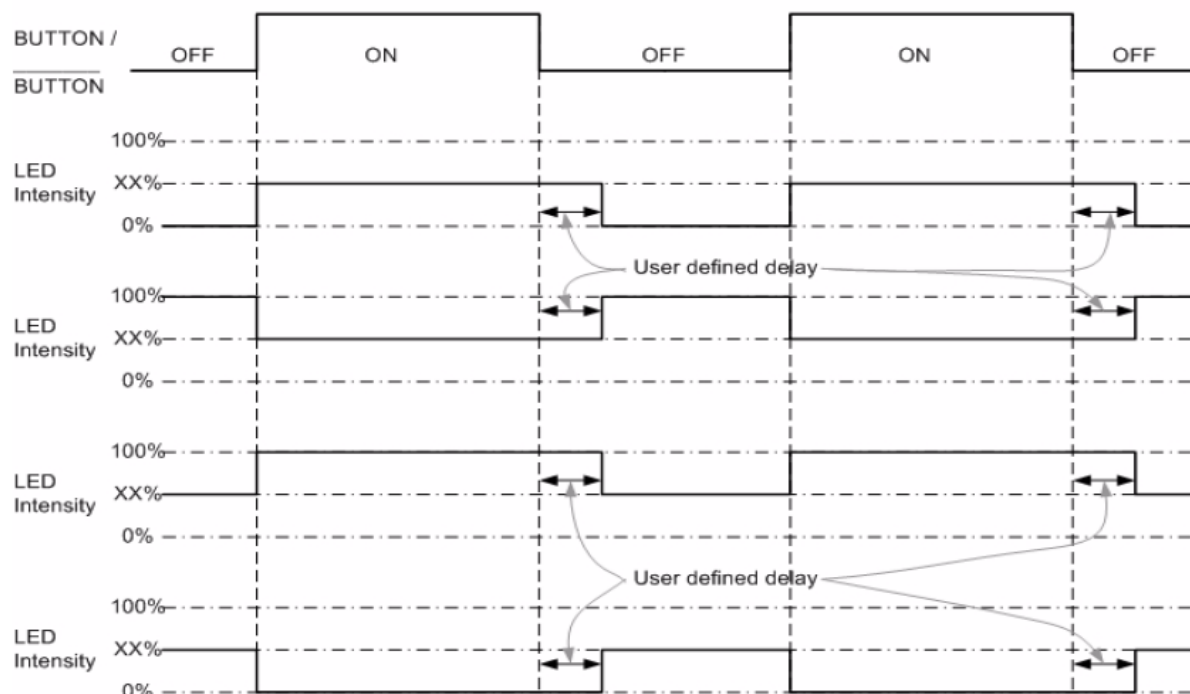 BUTTON /
BUTTON
OFF ON OFF ON OFF
100%
LED
Intensity
XX%
0%
User defined delay
100%
LED
Intensity
XX%
0%
100%
LED
Intensity
XX%
0%
User defined delay
100%
LED
Intensity
XX%
0%